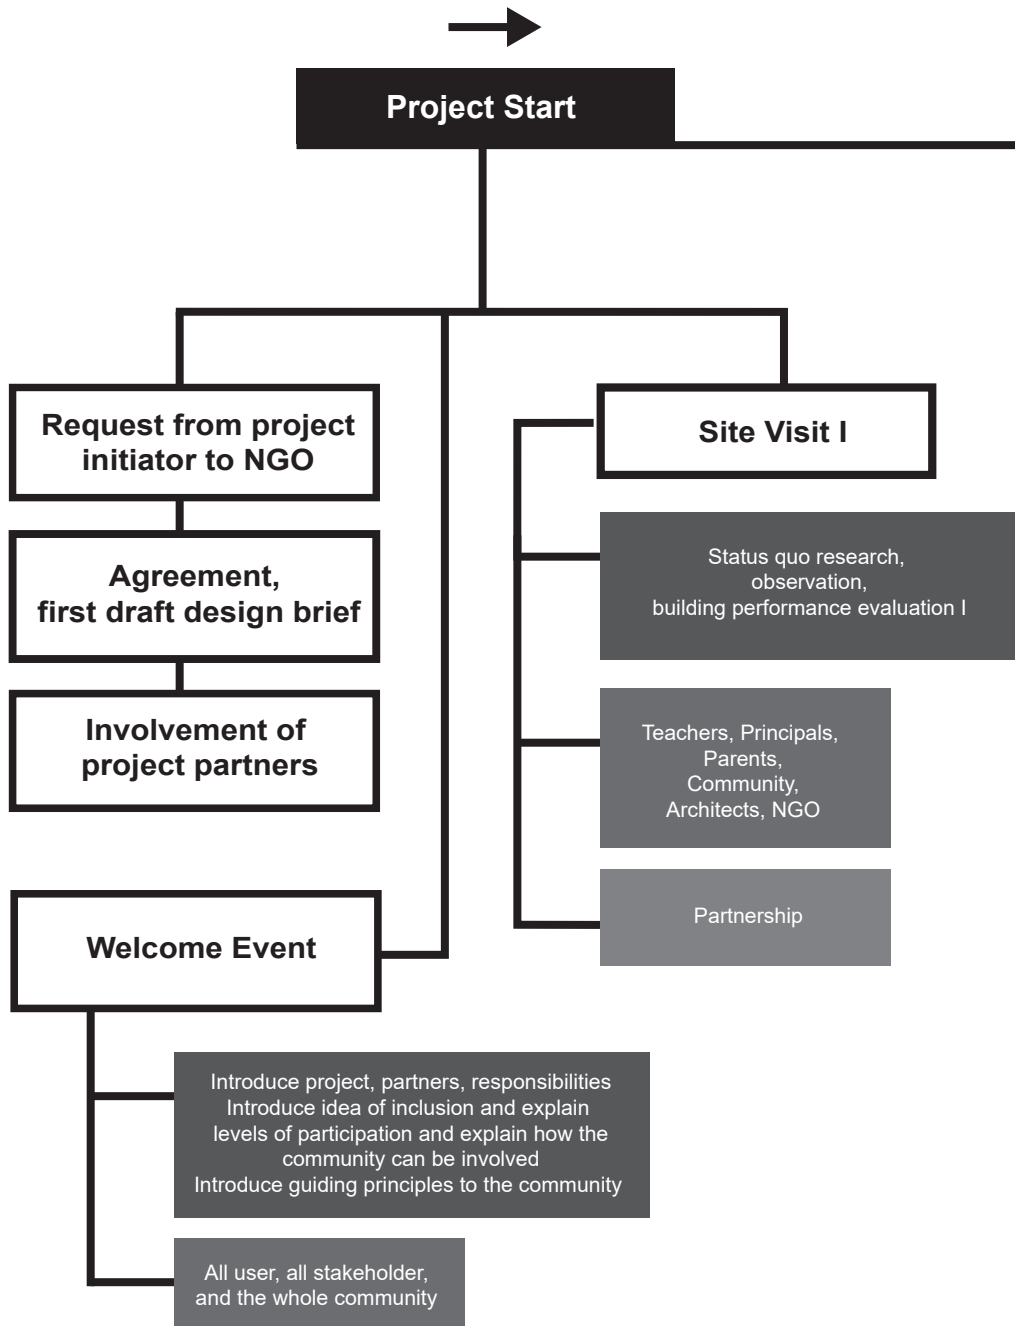 Project Start
Request from project
initiator to NGO
Agreement,
first draft design brief
Involvement of
project partners
Welcome Event
Introduce project, partners, responsibilities
Introduce idea of inclusion and explain
levels of participation and explain how the
community can be involved
Introduce guiding principles to the community
All user, all stakeholder,
and the whole community
Site Visit I
Status quo research,
observation,
building performance evaluation I
Teachers, Principals,
Parents,
Community,
Architects, NGO
Partnership